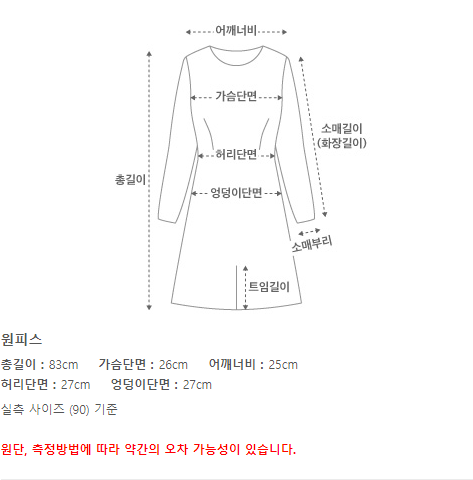 어깨너비
가슴단면
소매길이
(화장길이)
허리단면
총길이
엉덩이단면
소매부리
트임길이
원피스
총길이 : 83cm 가슴단면 : 26cm 어깨너비 : 25cm
허리단면 : 27cm 엉덩이단면 : 27cm
실측 사이즈 (90) 기준
원단, 측정방법에 따라 약간의 오차 가능성이 있습니다.